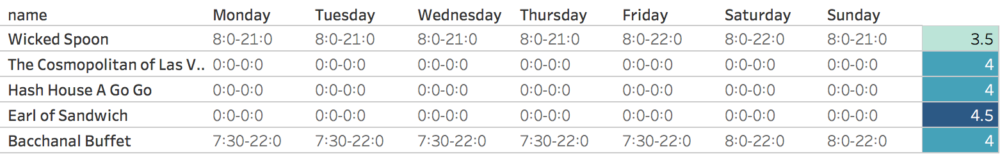 name Monday Tuesday Wednesday Thursday Friday Saturday Sunday
Wicked Spoon 8:0-21:0 8:0-21:0 8:0-21:0 8:0-21:0 8:0-22:0 8:0-22:0 8:0-21:0 3.5
The Cosmopolitan of Las V.. 0:0-0:0 0:0-0:0 0:0-0:0 0:0-0:0 0:0-0:0 0:0-0:0 0:0-0:0 4
Hash House A Go Go 0:0-0:0 0:0-0:0 0:0-0:0 0:0-0:0 0:0-0:0 0:0-0:0 0:0-0:0 4
Earl of Sandwich 0:0-0:0 0:0-0:0 0:0-0:0 0:0-0:0 0:0-0:0 0:0-0:0 0:0-0:0 4.5
Bacchanal Buffet 7:30-22:0 7:30-22:0 7:30-22:0 7:30-22:0 7:30-22:0 8:0-22:0 8:0-22:0 4